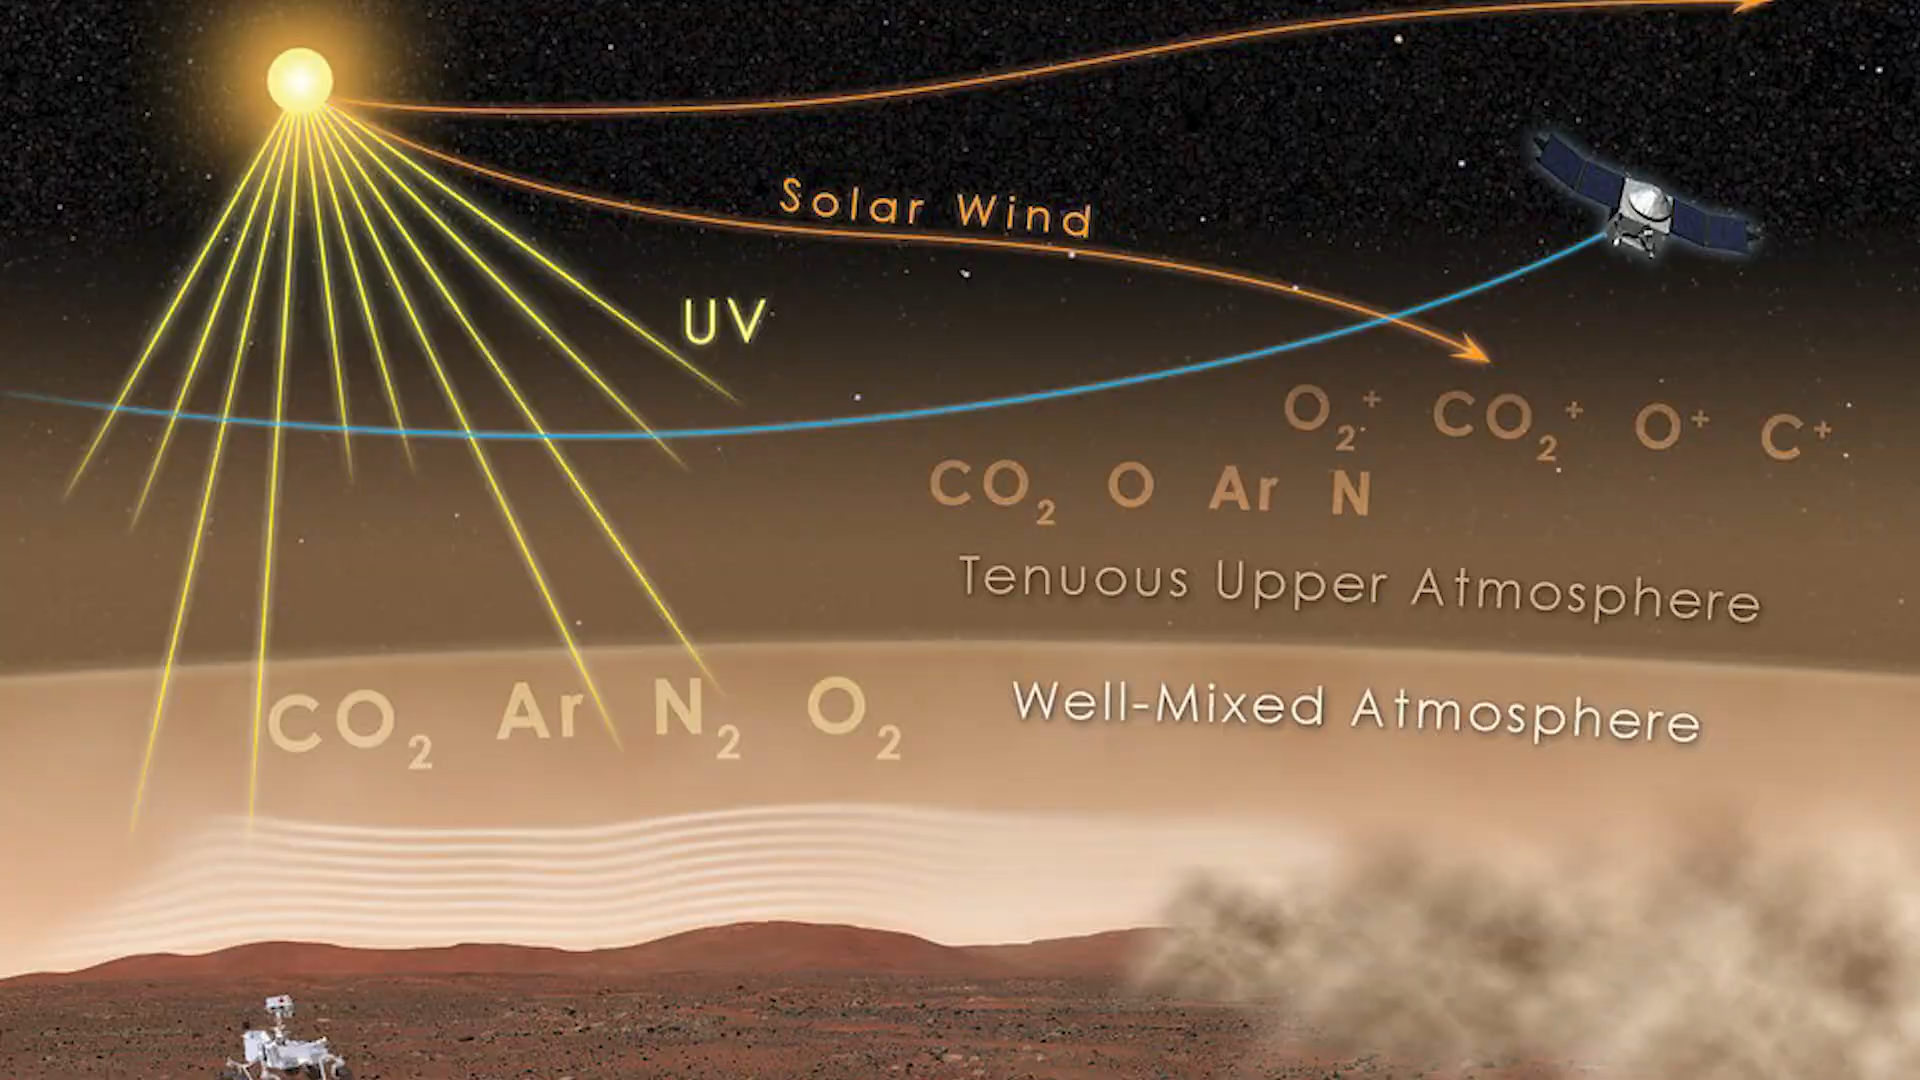 Solar Wind
UV
O₂⁺ CO₂⁺ O⁺ C⁺
CO₂ O Ar N
Tenuous Upper Atmosphere
CO₂ Ar N₂ O₂
Well-Mixed Atmosphere